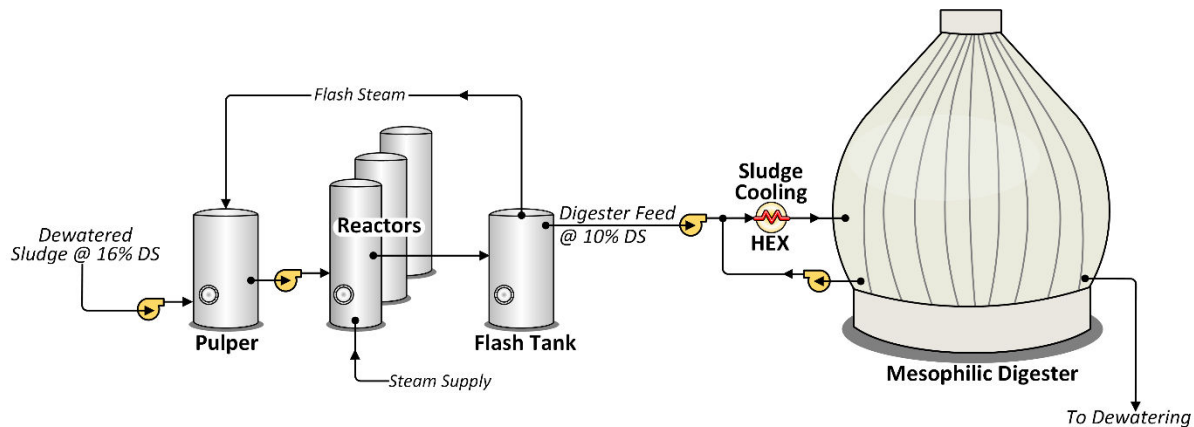 Flash Steam
Dewatered
Sludge @ 16% DS
Pulper
Reactors
Steam Supply
Flash Tank
Digester Feed
@ 10% DS
Sludge
Cooling
HEX
Mesophilic Digester
To Dewatering